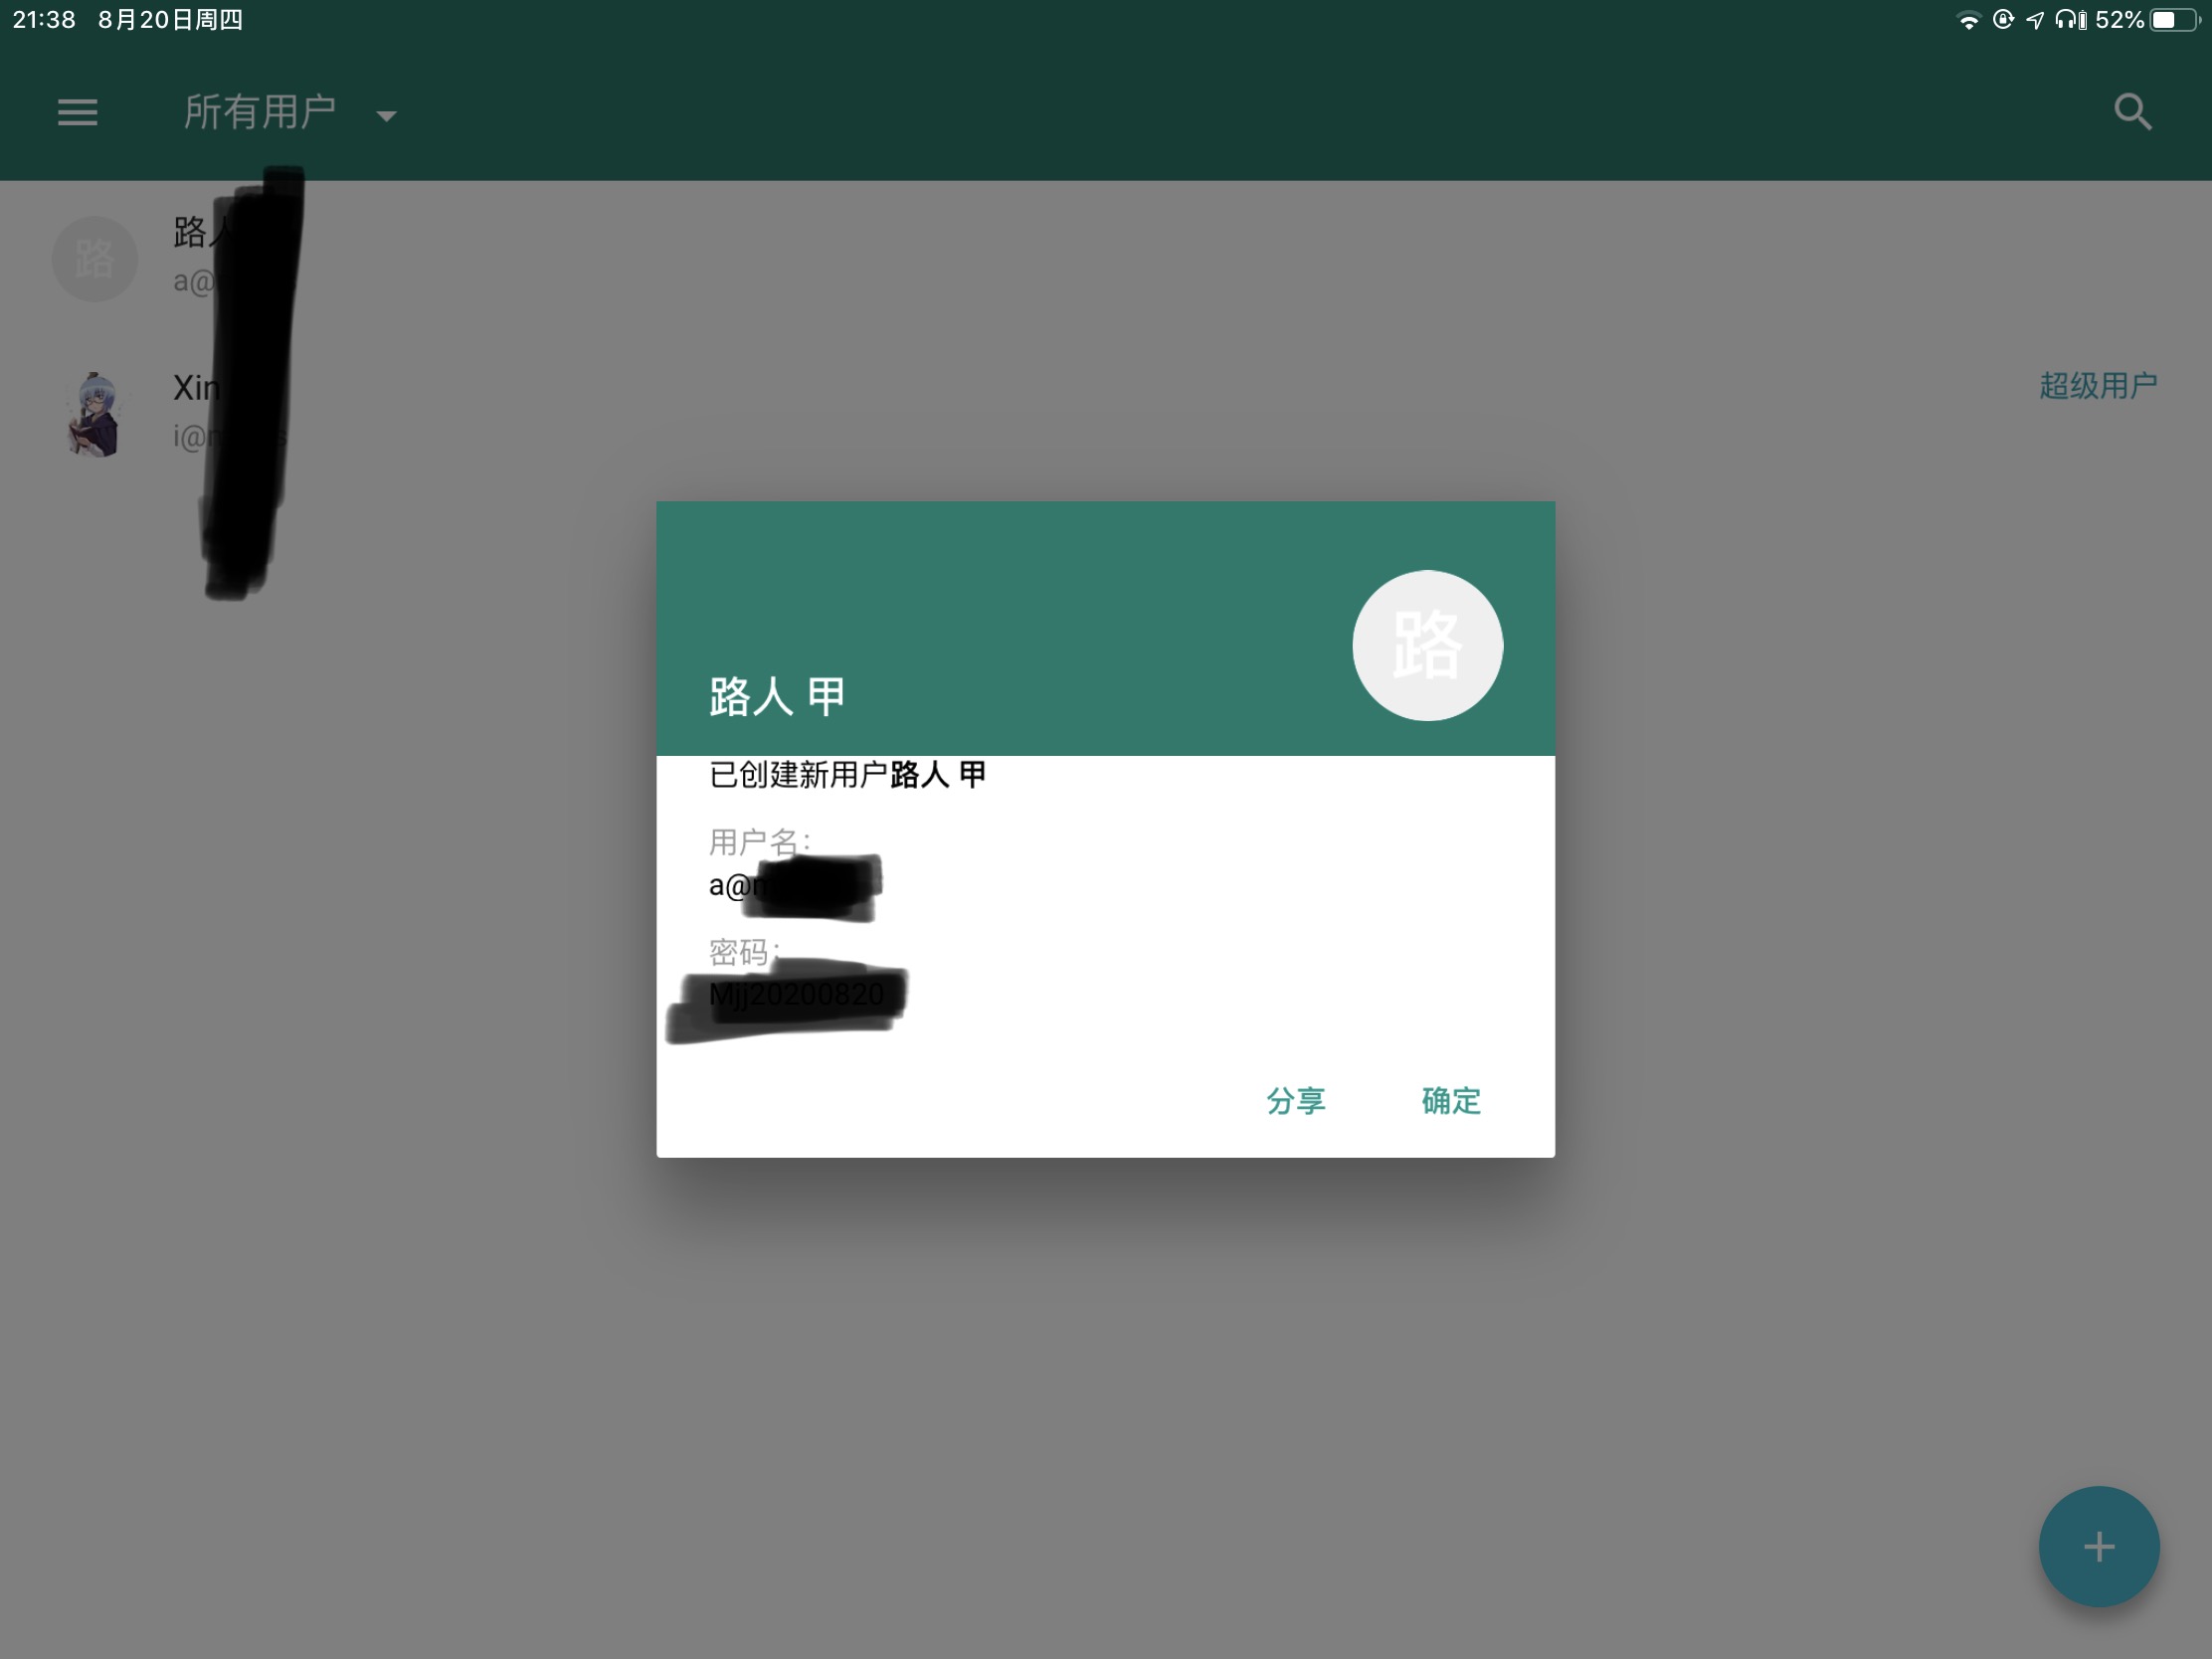 21:38 8月20日周四 52%
所有用户
路 路人
a@
Xin 超级用户
i@
路
路人 甲
已创建新用户路人 甲
用户名:
a@
密码:
分享 确定